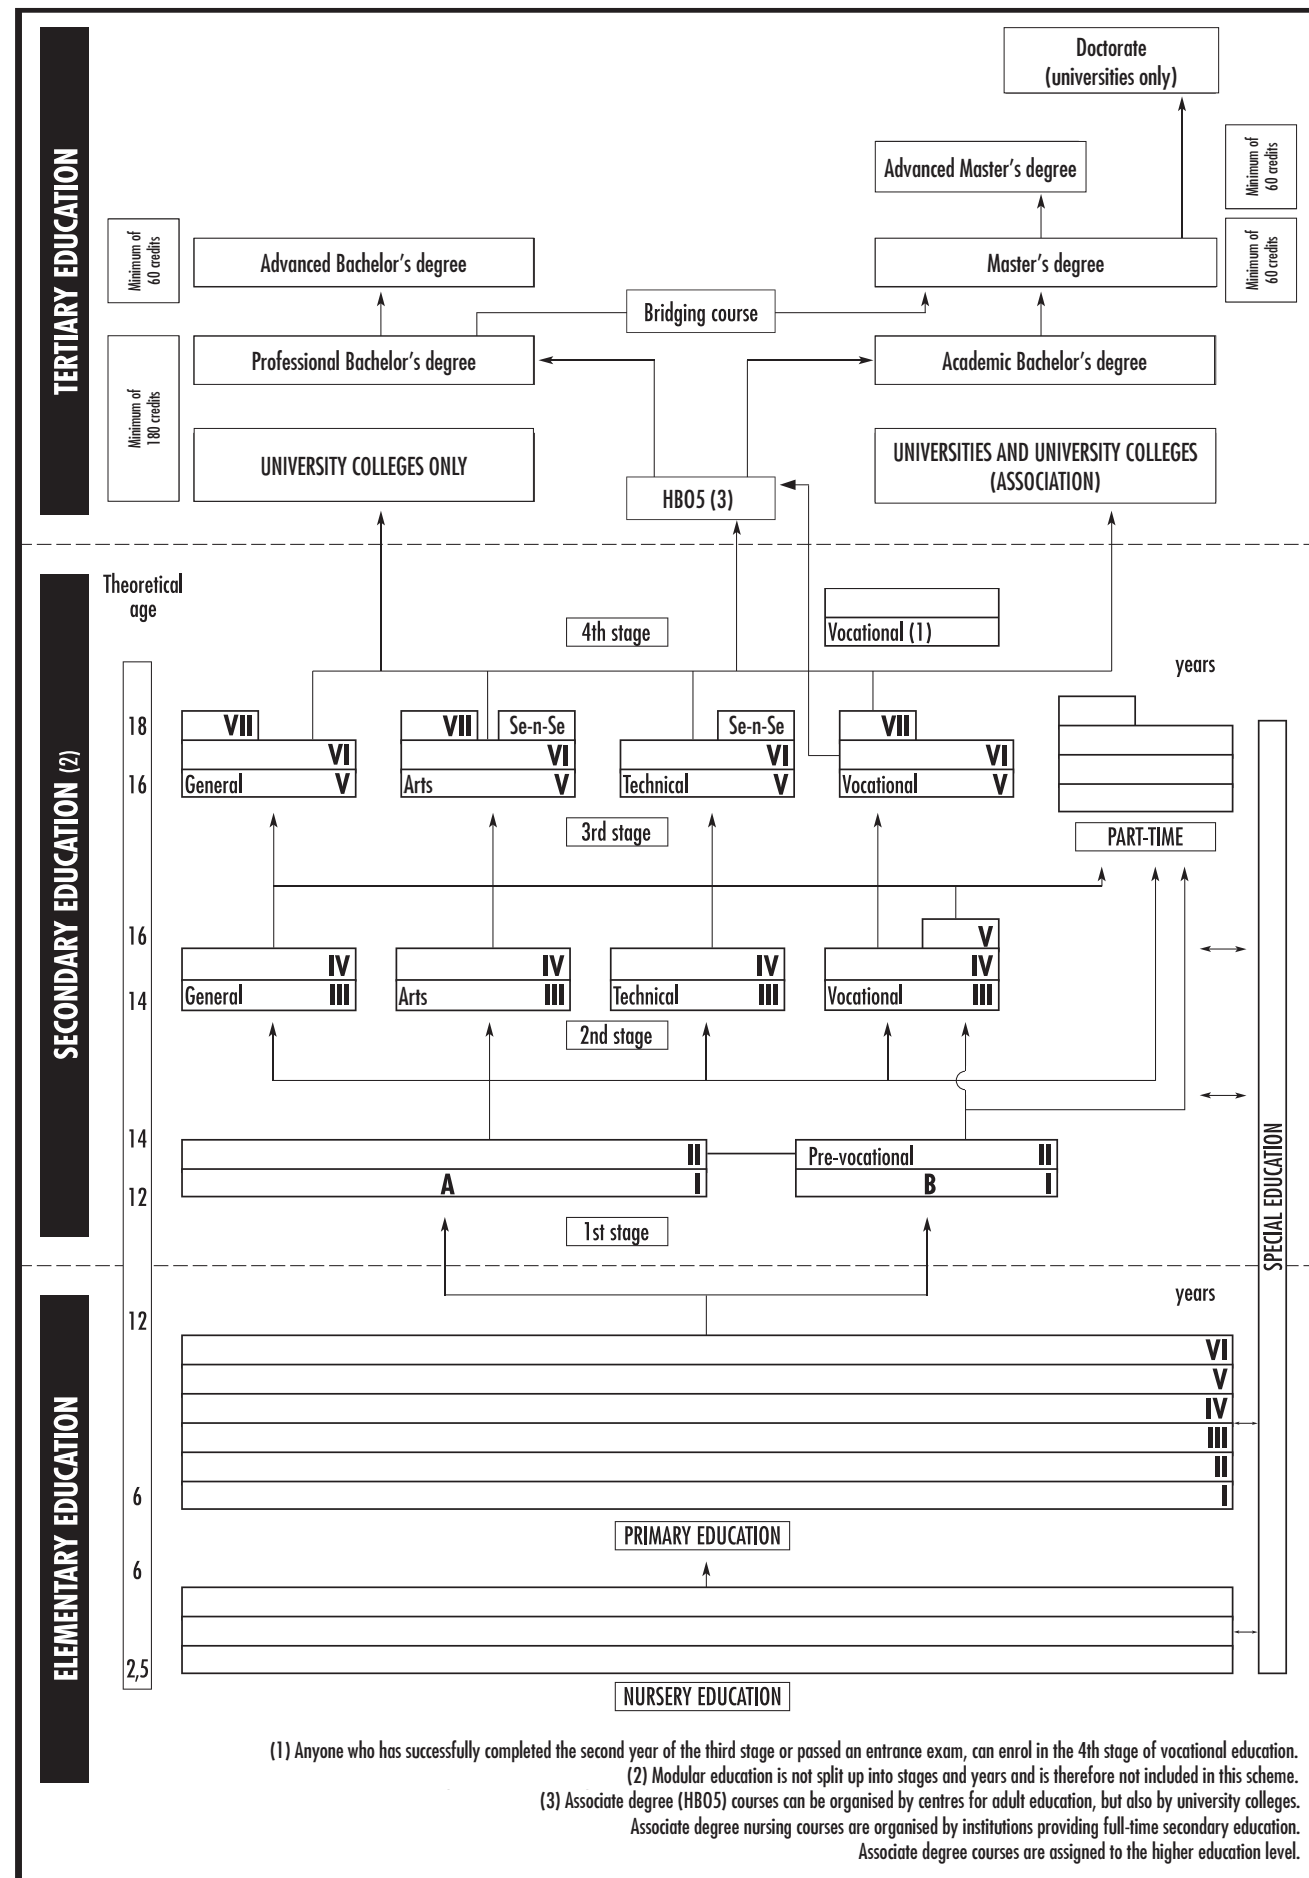 TERTIARY EDUCATION
Doctorate
(universities only)
Advanced Master's degree
Minimum of
60 credits
Minimum of
60 credits
Advanced Bachelor's degree
Master's degree
Minimum of
60 credits
Bridging course
Professional Bachelor's degree
Academic Bachelor's degree
Minimum of
180 credits
UNIVERSITY COLLEGES ONLY
UNIVERSITIES AND UNIVERSITY COLLEGES
(ASSOCIATION)
HBO5 (3)
SECONDARY EDUCATION (2)
Theoretical
age
4th stage
Vocational (1)
years
18
VII
VII
Se-n-Se
Se-n-Se
VII
VI
VI
VI
VI
16
General V
Arts V
Technical V
Vocational V
3rd stage
PART-TIME
16
V
IV
IV
IV
IV
14
General III
Arts III
Technical III
Vocational III
2nd stage
14
II
Pre-vocational II
12
A I
B I
1st stage
SPECIAL EDUCATION
ELEMENTARY EDUCATION
years
12
VI
V
IV
III
II
6
I
PRIMARY EDUCATION
6
2,5
NURSERY EDUCATION
(1) Anyone who has successfully completed the second year of the third stage or passed an entrance exam, can enrol in the 4th stage of vocational education.
(2) Modular education is not split up into stages and years and is therefore not included in this scheme.
(3) Associate degree (HBO5) courses can be organised by centres for adult education, but also by university colleges.
Associate degree nursing courses are organised by institutions providing full-time secondary education.
Associate degree courses are assigned to the higher education level.